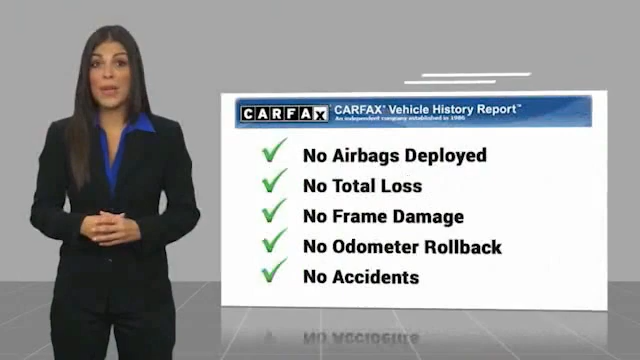 CARFAX CARFAX® Vehicle History Report™
An independent company established in 1986
No Airbags Deployed
No Total Loss
No Frame Damage
No Odometer Rollback
No Accidents